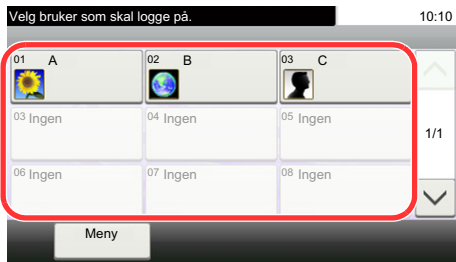 Velg bruker som skal logge på. 10:10
01 A 02 B 03 C
03 Ingen 04 Ingen 05 Ingen
1/1
06 Ingen 07 Ingen 08 Ingen
Meny